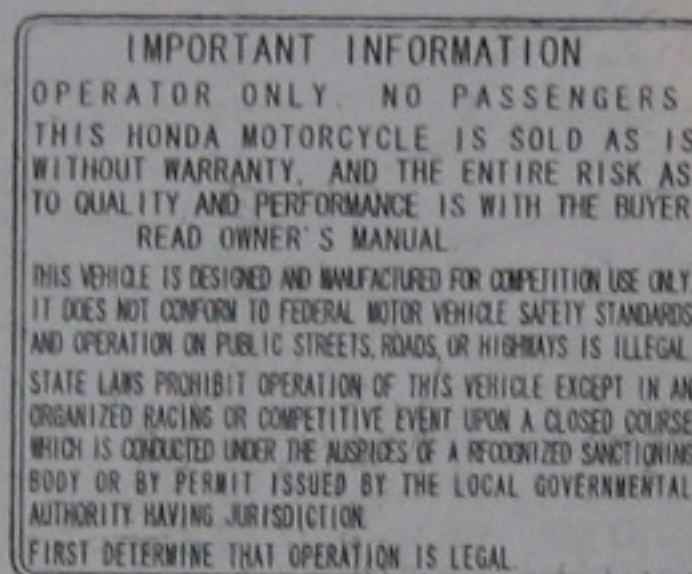 IMPORTANT INFORMATION
OPERATOR ONLY. NO PASSENGERS
THIS HONDA MOTORCYCLE IS SOLD AS IS
WITHOUT WARRANTY, AND THE ENTIRE RISK AS
TO QUALITY AND PERFORMANCE IS WITH THE BUYER
READ OWNER'S MANUAL.
THIS VEHICLE IS DESIGNED AND MANUFACTURED FOR COMPETITION USE ONLY
IT DOES NOT CONFORM TO FEDERAL MOTOR VEHICLE SAFETY STANDARDS
AND OPERATION ON PUBLIC STREETS, ROADS, OR HIGHWAYS IS ILLEGAL
STATE LAWS PROHIBIT OPERATION OF THIS VEHICLE EXCEPT IN AN
ORGANIZED RACING OR COMPETITIVE EVENT UPON A CLOSED COURSE
WHICH IS CONDUCTED UNDER THE AUSPICES OF A RECOGNIZED SANCTIONING
BODY OR BY PERMIT ISSUED BY THE LOCAL GOVERNMENTAL
AUTHORITY HAVING JURISDICTION.
FIRST DETERMINE THAT OPERATION IS LEGAL.